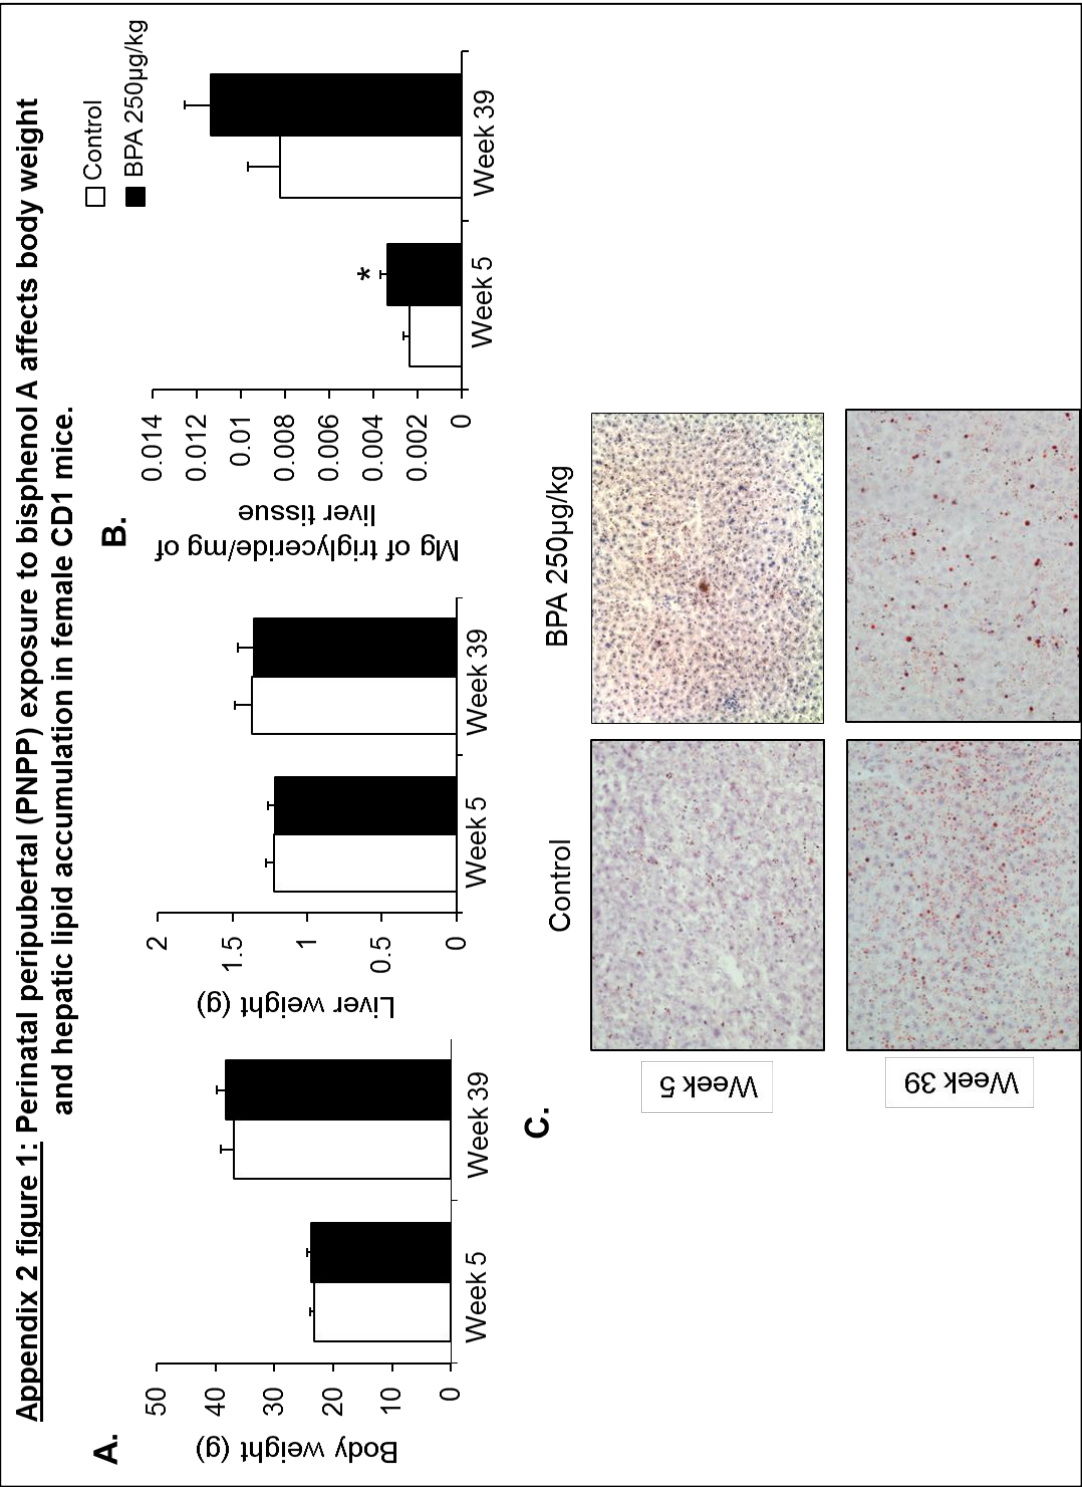 Appendix 2 figure 1: Perinatal peripubertal (PNPP) exposure to bisphenol A affects body weight
and hepatic lipid accumulation in female CD1 mice.
A.
Body weight (g)
50
40
30
20
10
0
Week 5
Week 39
Liver weight (g)
2
1.5
1
0.5
0
Week 5
Week 39
B.
Control
BPA 250µg/kg
Mg of triglyceride/mg of
liver tissue
0.014
0.012
0.01
0.008
0.006
0.004
0.002
0
*
Week 5
Week 39
C.
Control
BPA 250µg/kg
Week 5
Week 39